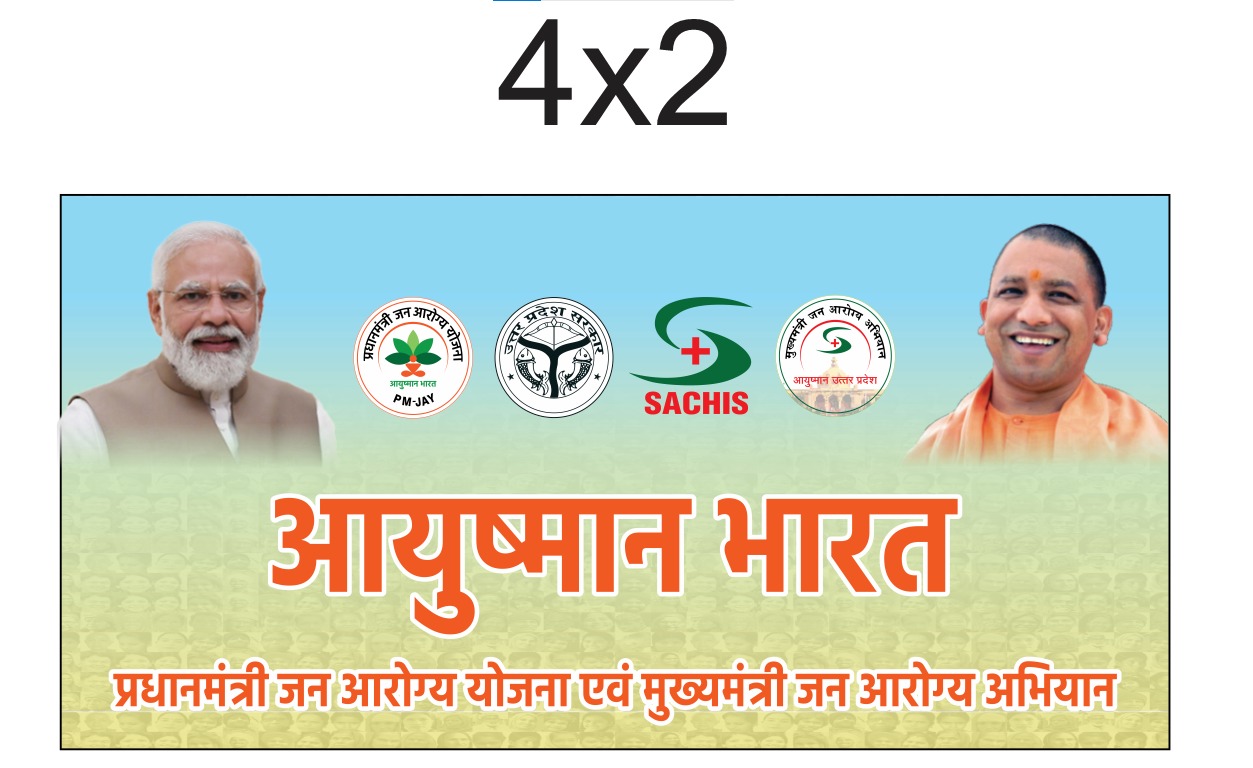 4x2
प्रधानमंत्री जन आरोग्य योजना
आयुष्मान भारत
PM-JAY
उत्तर प्रदेश सरकार
SACHIS
मुख्यमंत्री जन आरोग्य अभियान
आयुष्मान उत्तर प्रदेश
आयुष्मान भारत
प्रधानमंत्री जन आरोग्य योजना एवं मुख्यमंत्री जन आरोग्य अभियान